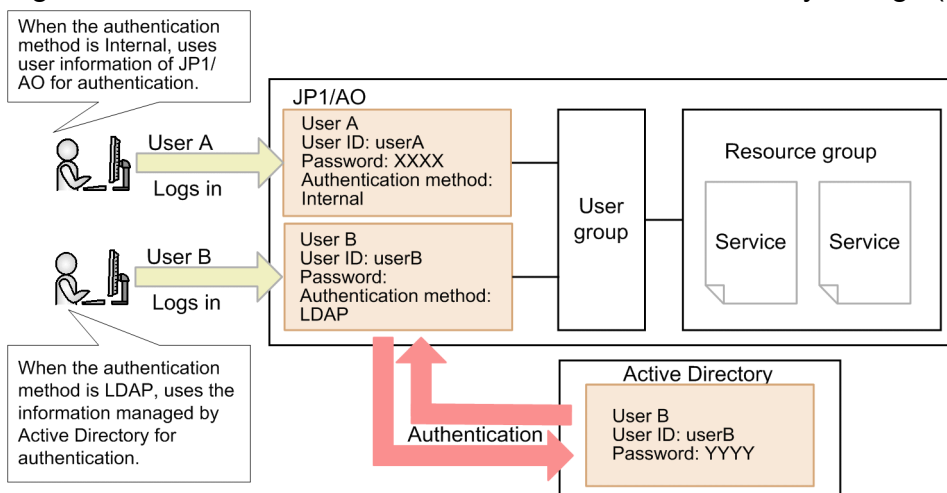 When the authentication
method is Internal, uses
user information of JP1/
AO for authentication.
User A
Logs in
JP1/AO
User A
User ID: userA
Password: XXXX
Authentication method:
Internal
User
group
Resource group
Service
Service
User B
Logs in
User B
User ID: userB
Password:
Authentication method:
LDAP
When the authentication
method is LDAP, uses the
information managed by
Active Directory for
authentication.
Authentication
Active Directory
User B
User ID: userB
Password: YYYY